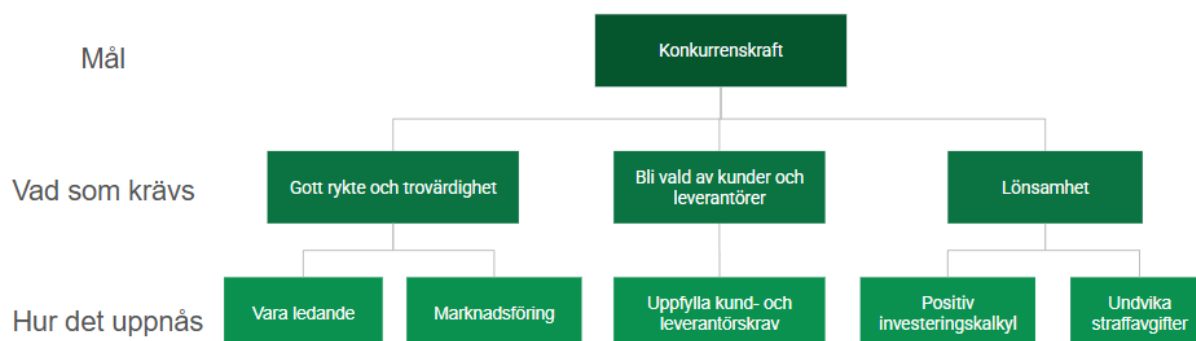 Mål
Konkurrenskraft
Vad som krävs
Gott rykte och trovärdighet
Bli vald av kunder och
leverantörer
Lönsamhet
Hur det uppnås
Vara ledande
Marknadsföring
Uppfylla kund- och
leverantörskrav
Positiv
investeringskalkyl
Undvika
straffavgifter